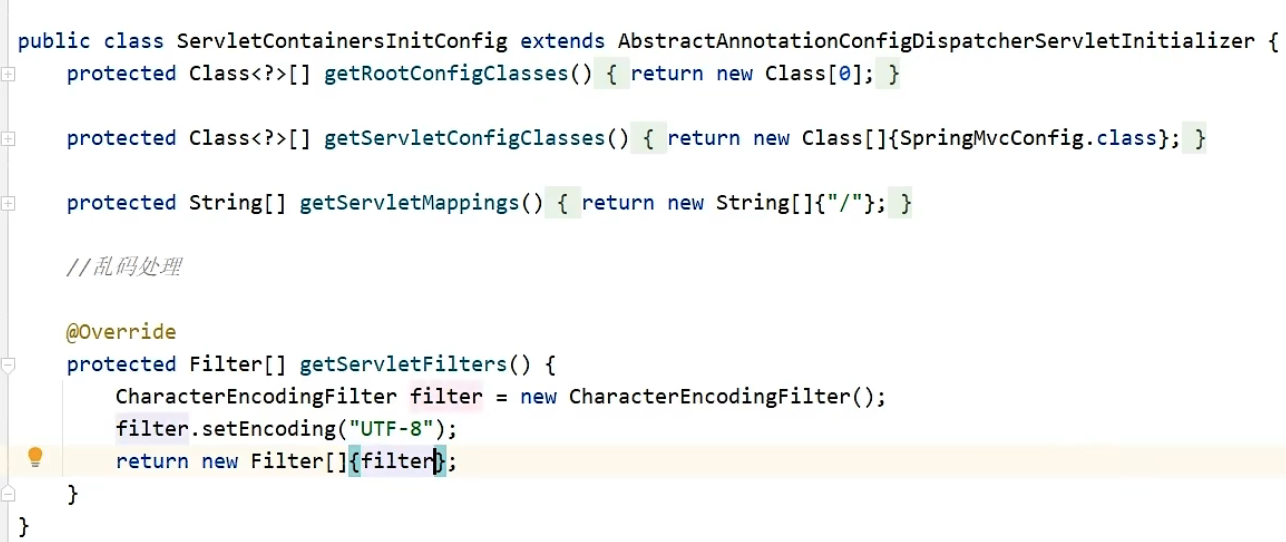 public class ServletContainersInitConfig extends AbstractAnnotationConfigDispatcherServletInitializer {
    protected Class<?>[] getRootConfigClasses() { return new Class[0]; }
    protected Class<?>[] getServletConfigClasses() { return new Class[]{SpringMvcConfig.class}; }
    protected String[] getServletMappings() { return new String[]{"/"}; }
    //乱码处理
    @Override
    protected Filter[] getServletFilters() {
        CharacterEncodingFilter filter = new CharacterEncodingFilter();
        filter.setEncoding("UTF-8");
        return new Filter[]{filter};
    }
}